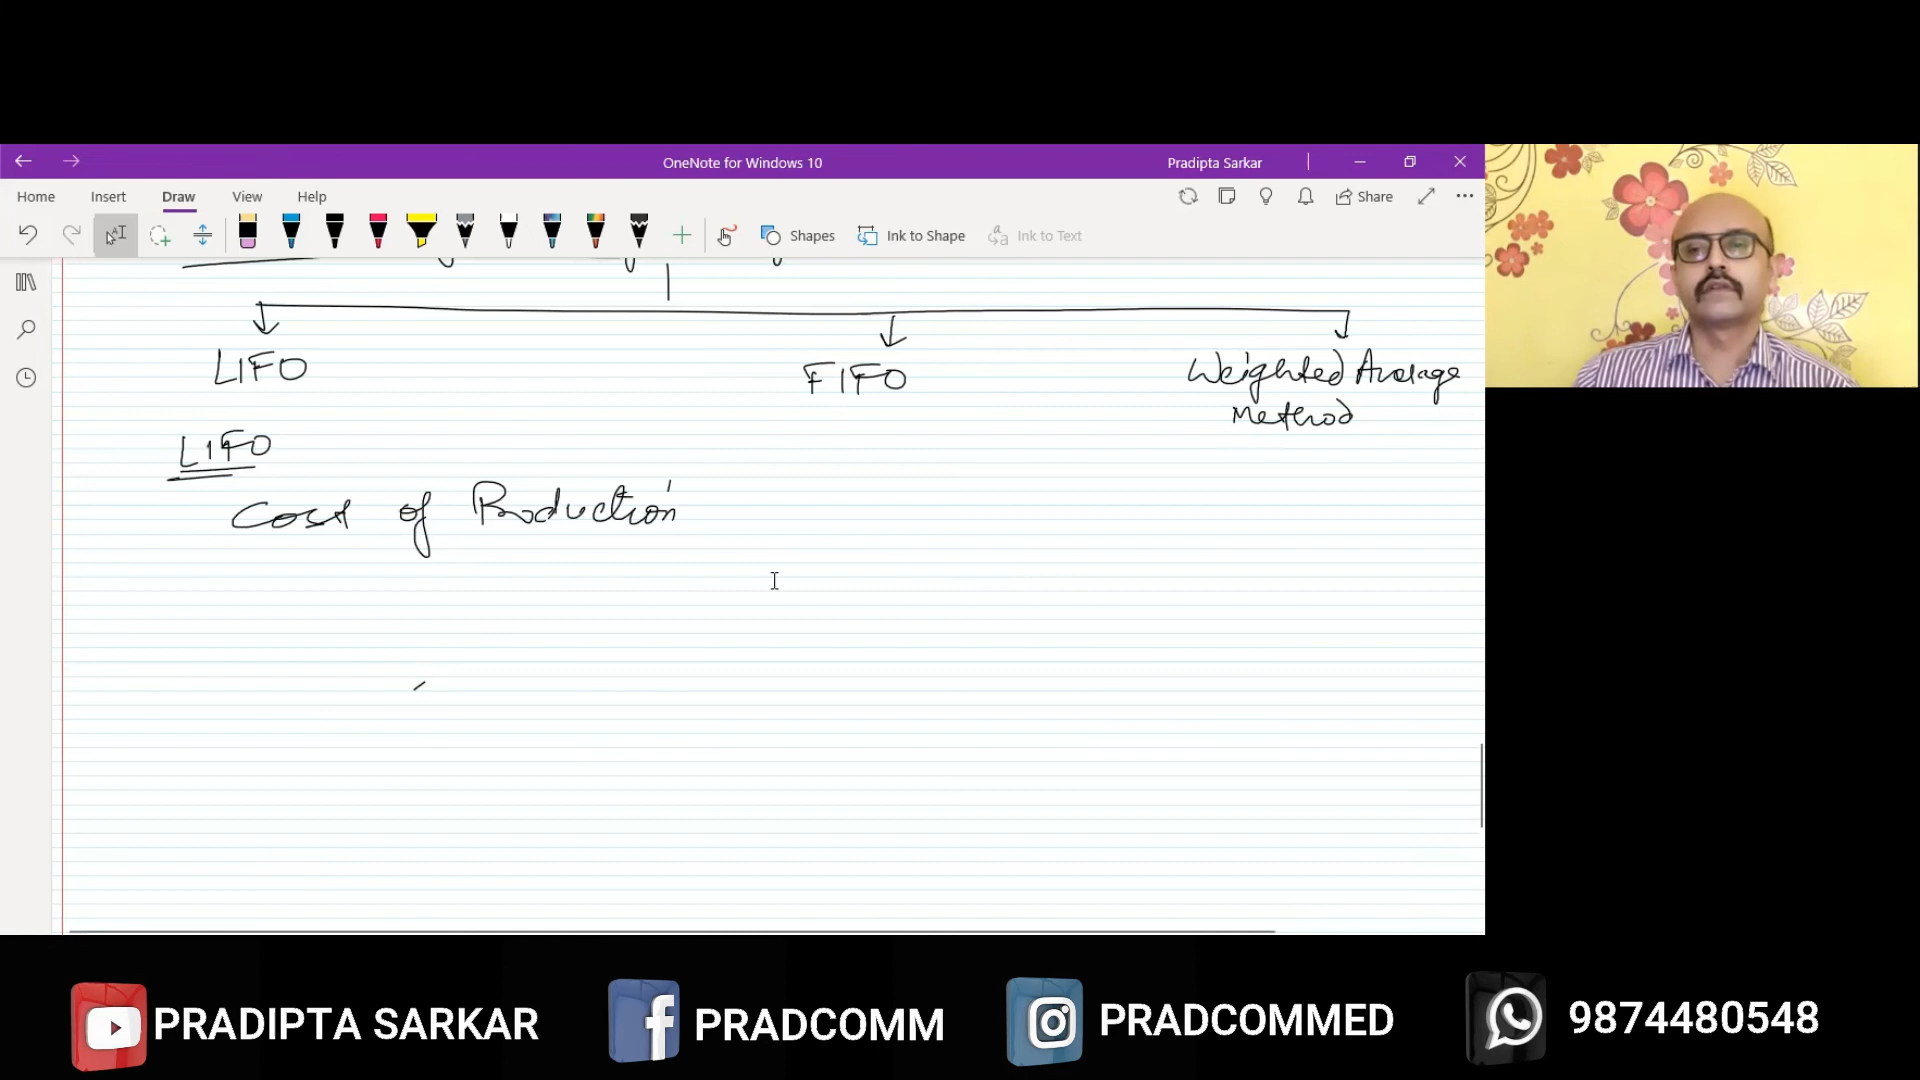 OneNote for Windows 10
Pradipta Sarkar
Home Insert Draw View Help
Share
Shapes Ink to Shape Ink to Text
LIFO
FIFO
Weighted Average
Method
LIFO
Cost of Production
PRADIPTA SARKAR
PRADCOMM
PRADCOMMED
9874480548